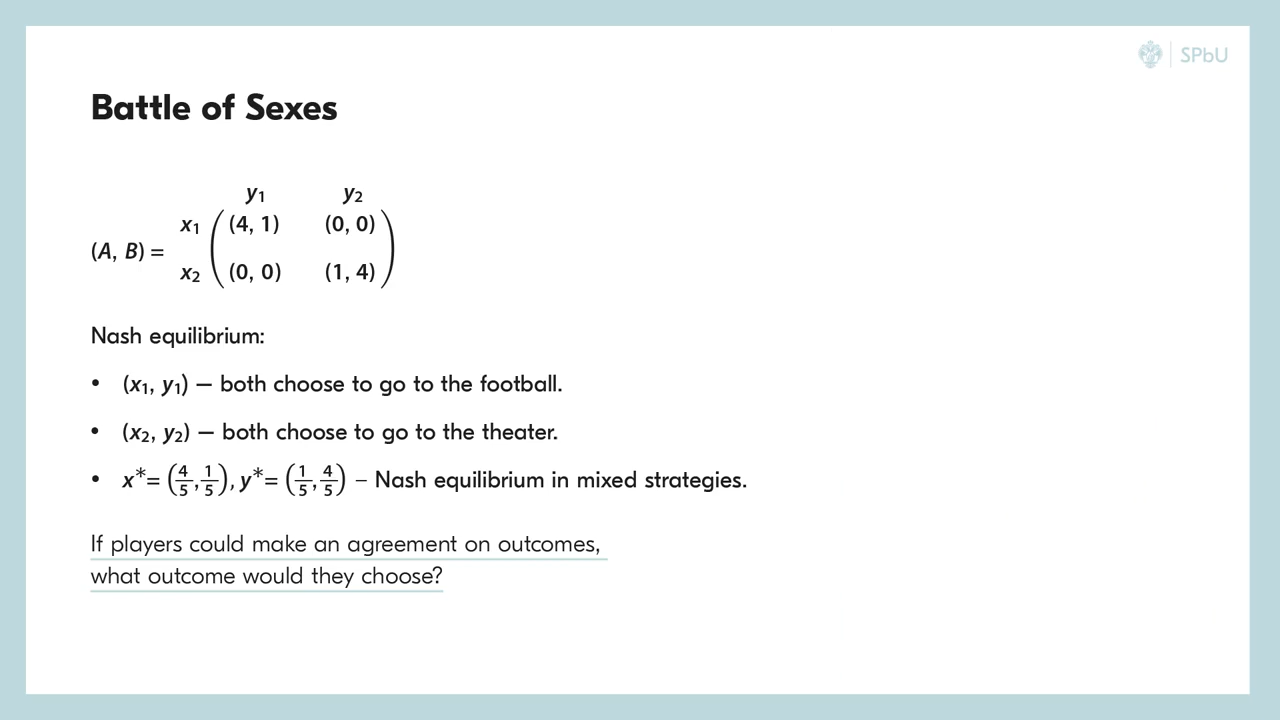 SPbU
Battle of Sexes
y₁ y₂
x₁ (4, 1) (0, 0)
(A, B) =
x₂ (0, 0) (1, 4)
Nash equilibrium:
• (x₁, y₁) — both choose to go to the football.
• (x₂, y₂) — both choose to go to the theater.
• x*= (4/5, 1/5), y*= (1/5, 4/5) – Nash equilibrium in mixed strategies.
If players could make an agreement on outcomes,
what outcome would they choose?